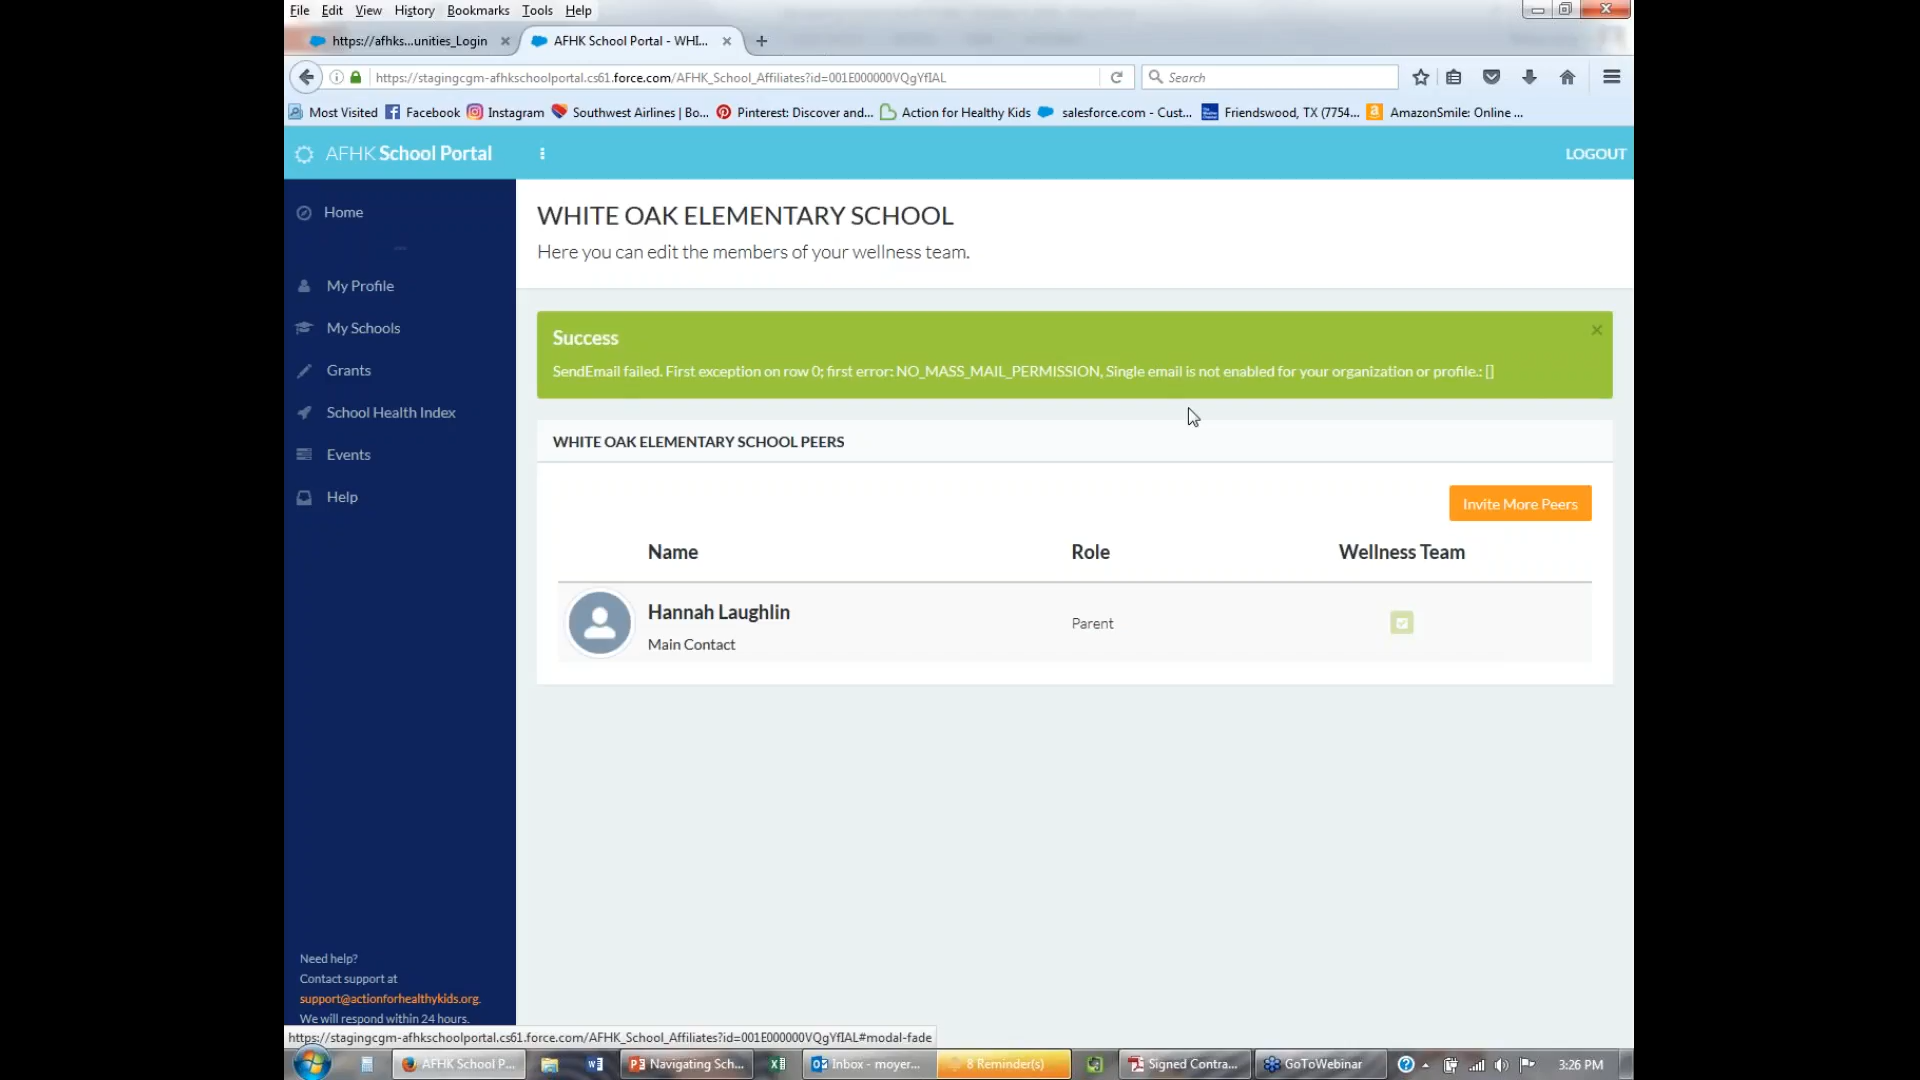 File Edit View History Bookmarks Tools Help
https://afhks...unities_Login × AFHK School Portal - WHI... × +
https://stagingcgm-afhkschoolportal.cs61.force.com/AFHK_School_Affiliates?id=001E000000VQgYfIAL Search
Most Visited Facebook Instagram Southwest Airlines | Bo... Pinterest: Discover and... Action for Healthy Kids salesforce.com - Cust... Friendswood, TX (7754... AmazonSmile: Online ...
AFHK School Portal LOGOUT
Home
My Profile
My Schools
Grants
School Health Index
Events
Help
WHITE OAK ELEMENTARY SCHOOL
Here you can edit the members of your wellness team.
Success ×
SendEmail failed. First exception on row 0; first error: NO_MASS_MAIL_PERMISSION, Single email is not enabled for your organization or profile.: []
WHITE OAK ELEMENTARY SCHOOL PEERS
Invite More Peers
Name Role Wellness Team
Hannah Laughlin
Main Contact
Parent
Need help?
Contact support at
support@actionforhealthykids.org.
We will respond within 24 hours.
https://stagingcgm-afhkschoolportal.cs61.force.com/AFHK_School_Affiliates?id=001E000000VQgYfIAL#modal-fade
AFHK School P... Navigating Sch... Inbox - moyer... 8 Reminder(s) Signed Contra... GoToWebinar 3:26 PM